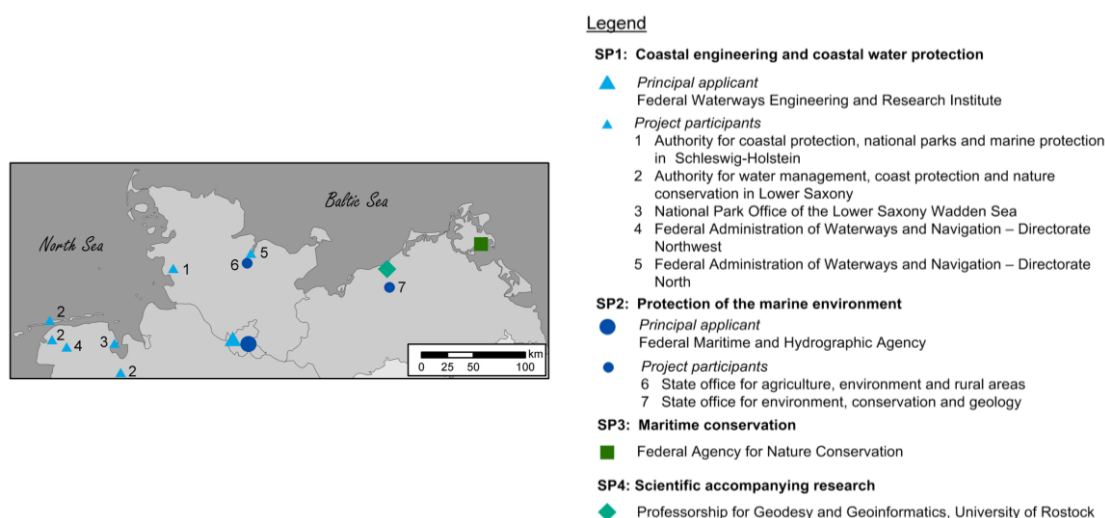 North Sea
Baltic Sea
1
5
6
7
2
2
4
3
2
km
0 25 50 100
Legend
SP1: Coastal engineering and coastal water protection
Principal applicant
Federal Waterways Engineering and Research Institute
Project participants
1 Authority for coastal protection, national parks and marine protection
in Schleswig-Holstein
2 Authority for water management, coast protection and nature
conservation in Lower Saxony
3 National Park Office of the Lower Saxony Wadden Sea
4 Federal Administration of Waterways and Navigation – Directorate
Northwest
5 Federal Administration of Waterways and Navigation – Directorate
North
SP2: Protection of the marine environment
Principal applicant
Federal Maritime and Hydrographic Agency
Project participants
6 State office for agriculture, environment and rural areas
7 State office for environment, conservation and geology
SP3: Maritime conservation
Federal Agency for Nature Conservation
SP4: Scientific accompanying research
Professorship for Geodesy and Geoinformatics, University of Rostock